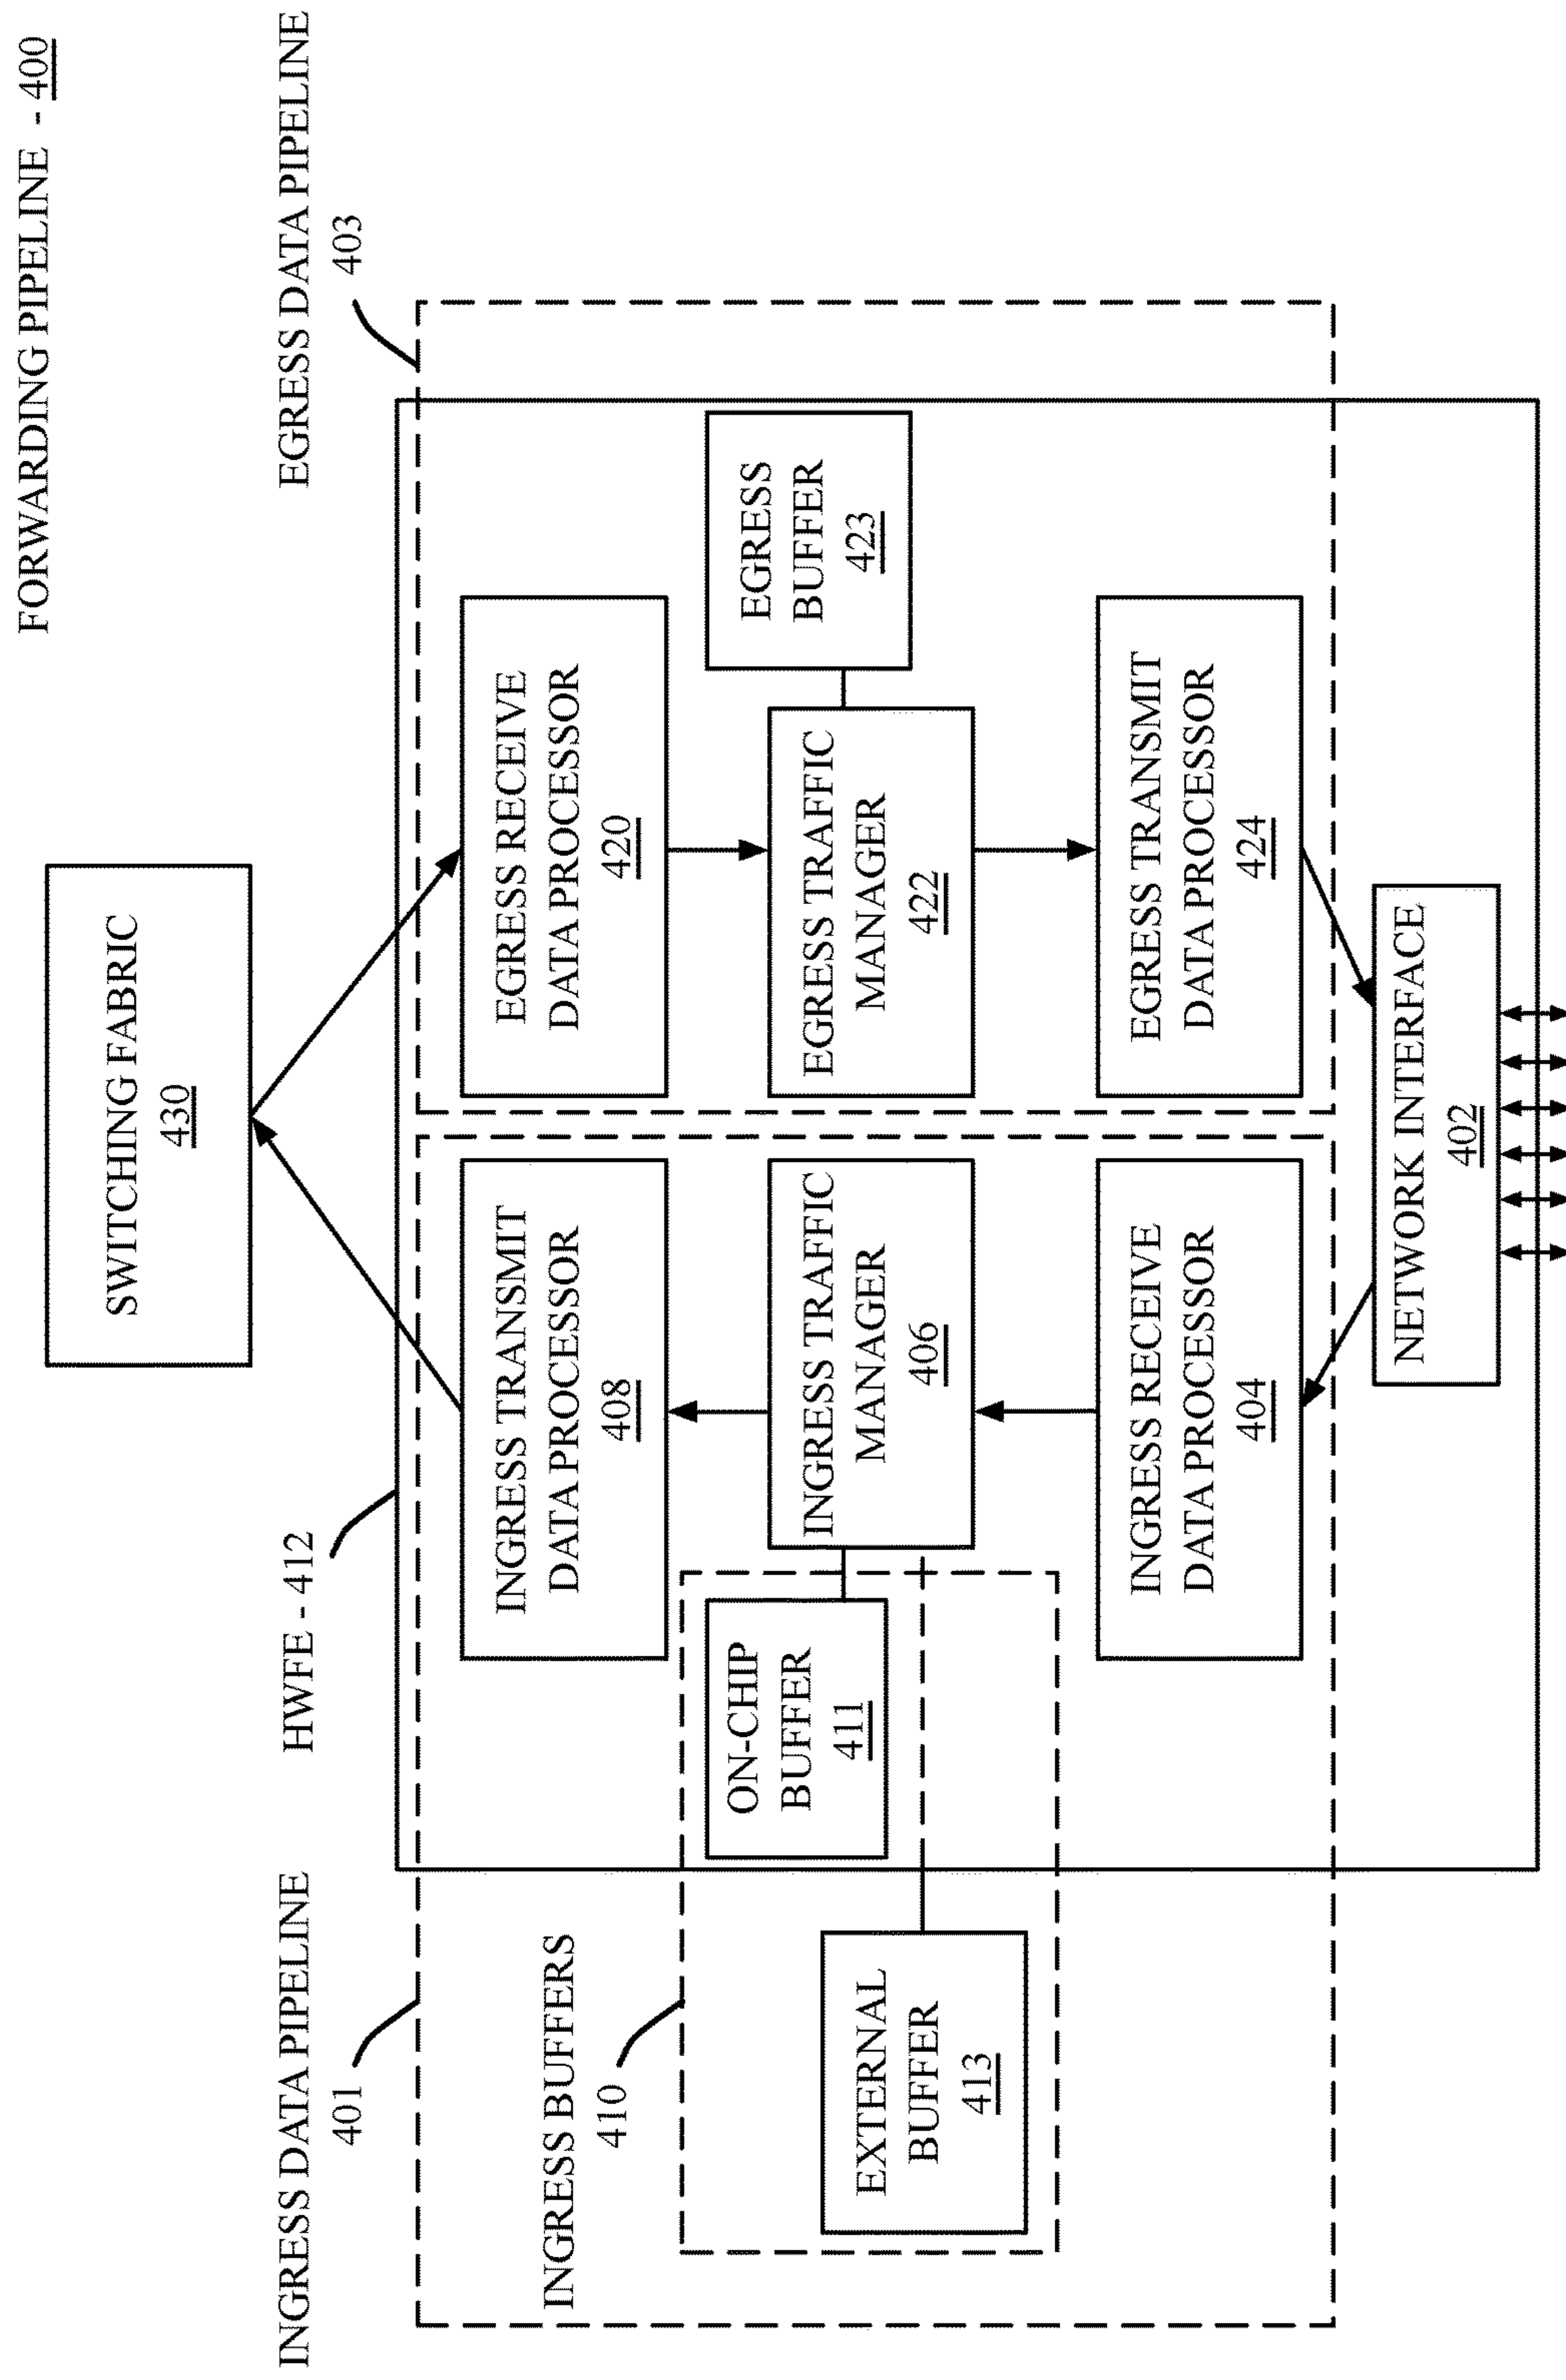 FORWARDING PIPELINE - 400
SWITCHING FABRIC
430
INGRESS DATA PIPELINE
401
HWFE - 412
EGRESS DATA PIPELINE
403
INGRESS TRANSMIT
DATA PROCESSOR
408
EGRESS RECEIVE
DATA PROCESSOR
420
INGRESS BUFFERS
410
ON-CHIP
BUFFER
411
EXTERNAL
BUFFER
413
INGRESS TRAFFIC
MANAGER
406
EGRESS TRAFFIC
MANAGER
422
EGRESS
BUFFER
423
INGRESS RECEIVE
DATA PROCESSOR
404
EGRESS TRANSMIT
DATA PROCESSOR
424
NETWORK INTERFACE
402